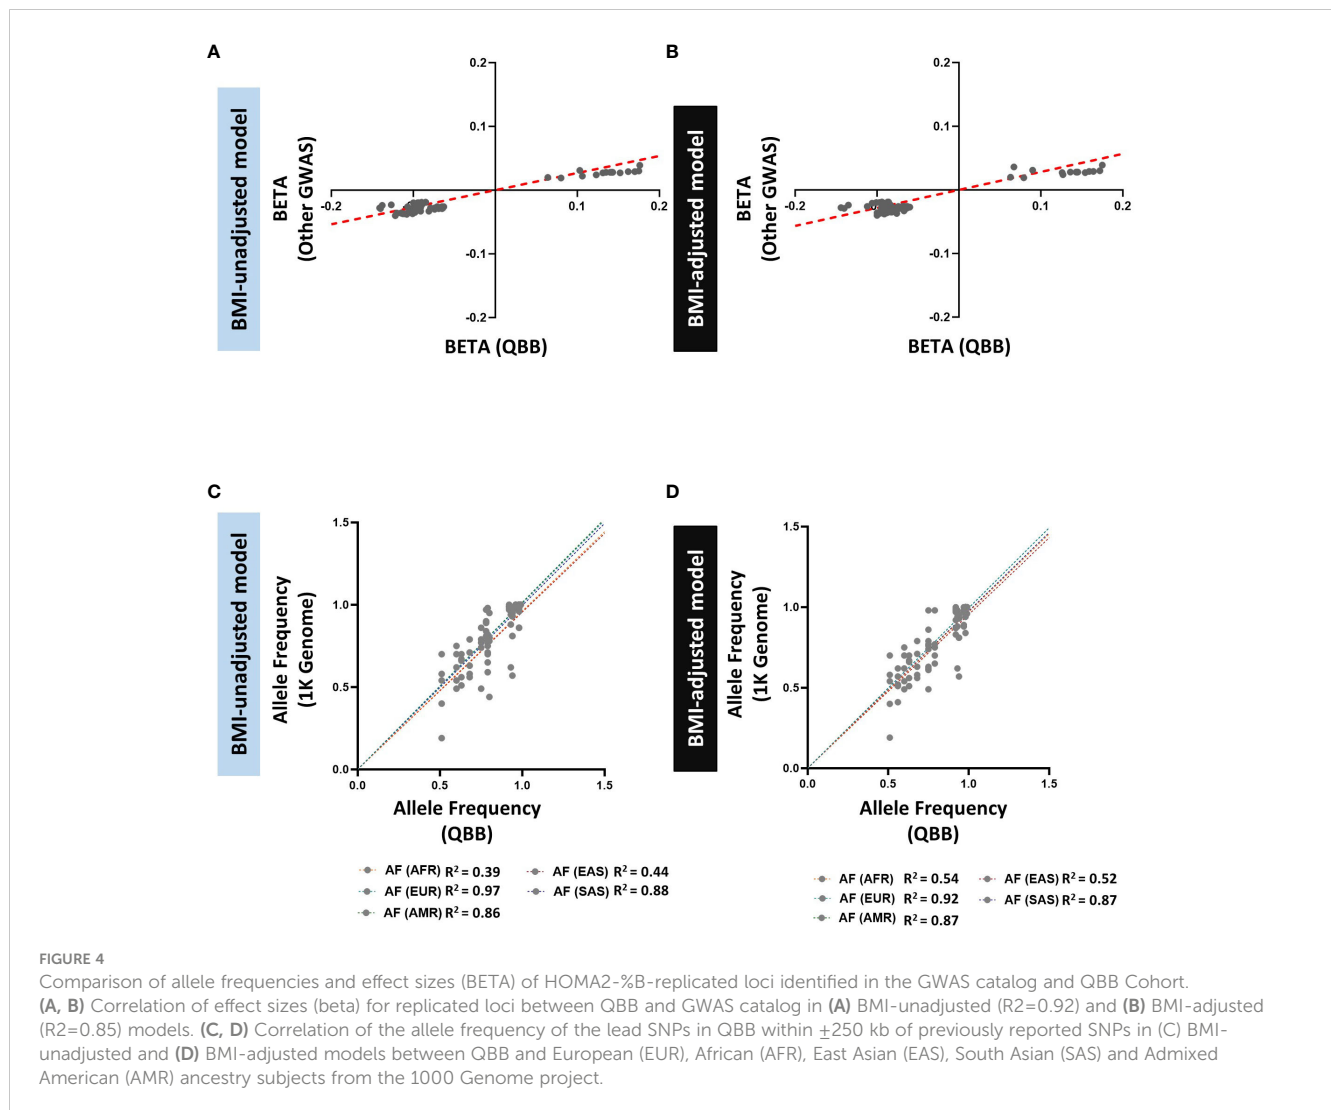 A
BMI-unadjusted model
BETA
(Other GWAS)
0.2
0.1
-0.2
0.1
0.2
-0.1
-0.2
BETA (QBB)
B
BMI-adjusted model
BETA
(Other GWAS)
0.2
0.1
-0.2
0.1
0.2
-0.1
-0.2
BETA (QBB)
C
BMI-unadjusted model
Allele Frequency
(1K Genome)
1.5
1.0
0.5
0.0
0.0
0.5
1.0
1.5
Allele Frequency
(QBB)
AF (AFR) R² = 0.39
AF (EUR) R² = 0.97
AF (AMR) R² = 0.86
AF (EAS) R² = 0.44
AF (SAS) R² = 0.88
D
BMI-adjusted model
Allele Frequency
(1K Genome)
1.5
1.0
0.5
0.0
0.0
0.5
1.0
1.5
Allele Frequency
(QBB)
AF (AFR) R² = 0.54
AF (EUR) R² = 0.92
AF (AMR) R² = 0.87
AF (EAS) R² = 0.52
AF (SAS) R² = 0.87
FIGURE 4
Comparison of allele frequencies and effect sizes (BETA) of HOMA2-%B-replicated loci identified in the GWAS catalog and QBB Cohort.
(A, B) Correlation of effect sizes (beta) for replicated loci between QBB and GWAS catalog in (A) BMI-unadjusted (R2=0.92) and (B) BMI-adjusted
(R2=0.85) models. (C, D) Correlation of the allele frequency of the lead SNPs in QBB within ±250 kb of previously reported SNPs in (C) BMI-
unadjusted and (D) BMI-adjusted models between QBB and European (EUR), African (AFR), East Asian (EAS), South Asian (SAS) and Admixed
American (AMR) ancestry subjects from the 1000 Genome project.